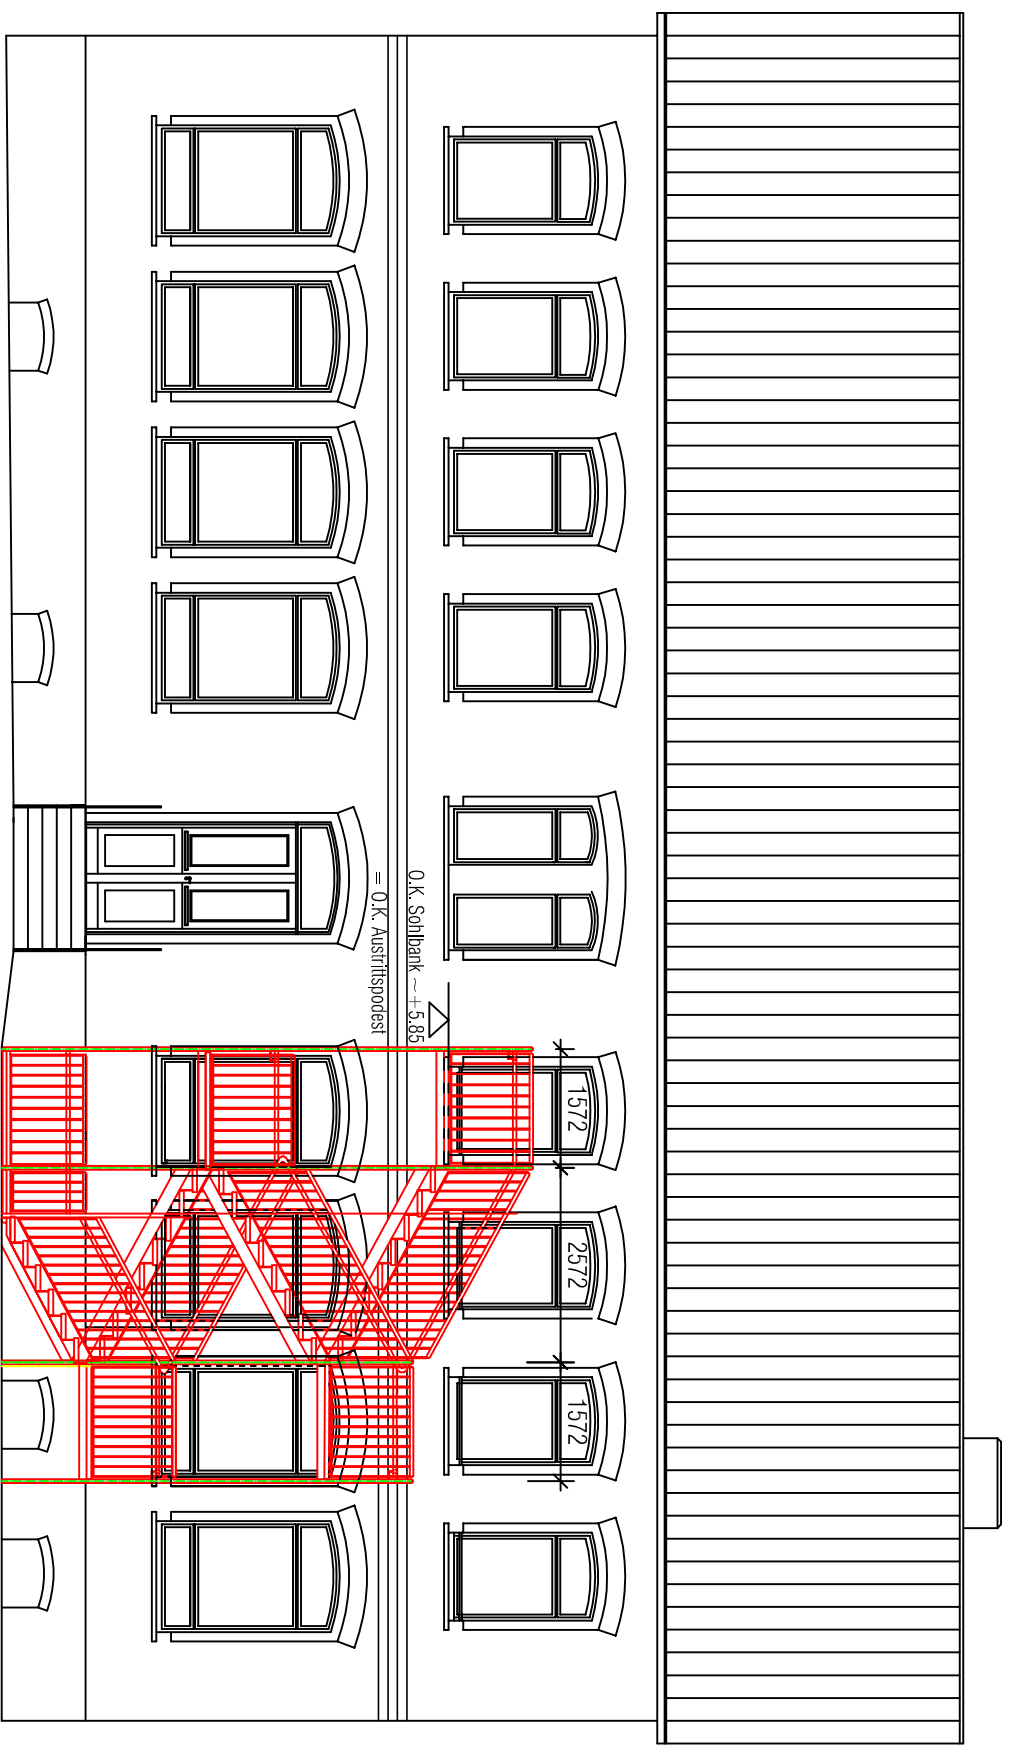 O.K. Sohlbank ~ +5.85
= O.K. Austrittspodest
1572
2572
1572